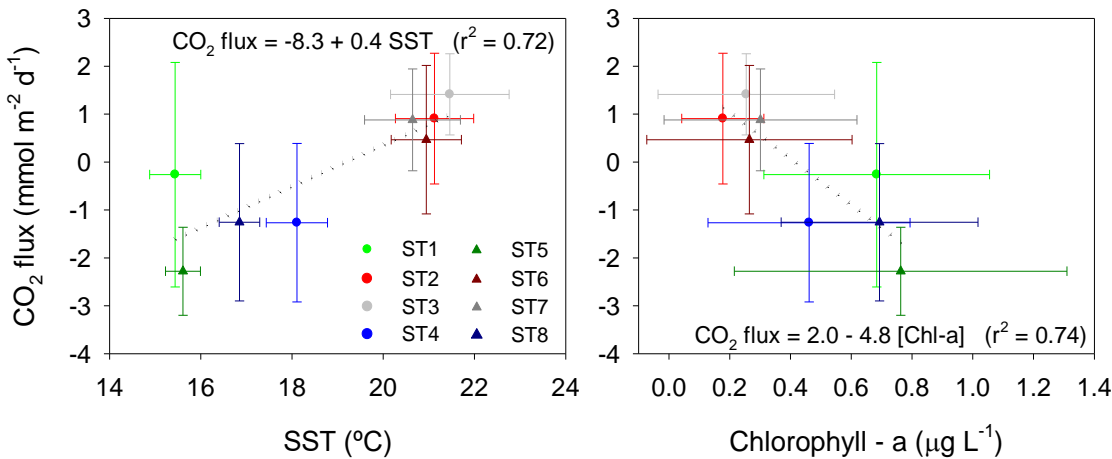 CO2 flux = -8.3 + 0.4 SST (r2 = 0.72)
CO2 flux (mmol m-2 d-1)
3
2
1
0
-1
-2
-3
-4
ST1 ST5
ST2 ST6
ST3 ST7
ST4 ST8
14 16 18 20 22 24
SST (ºC)
3
2
1
0
-1
-2
-3
-4
CO2 flux = 2.0 - 4.8 [Chl-a] (r2 = 0.74)
0.0 0.2 0.4 0.6 0.8 1.0 1.2 1.4
Chlorophyll - a (μg L-1)